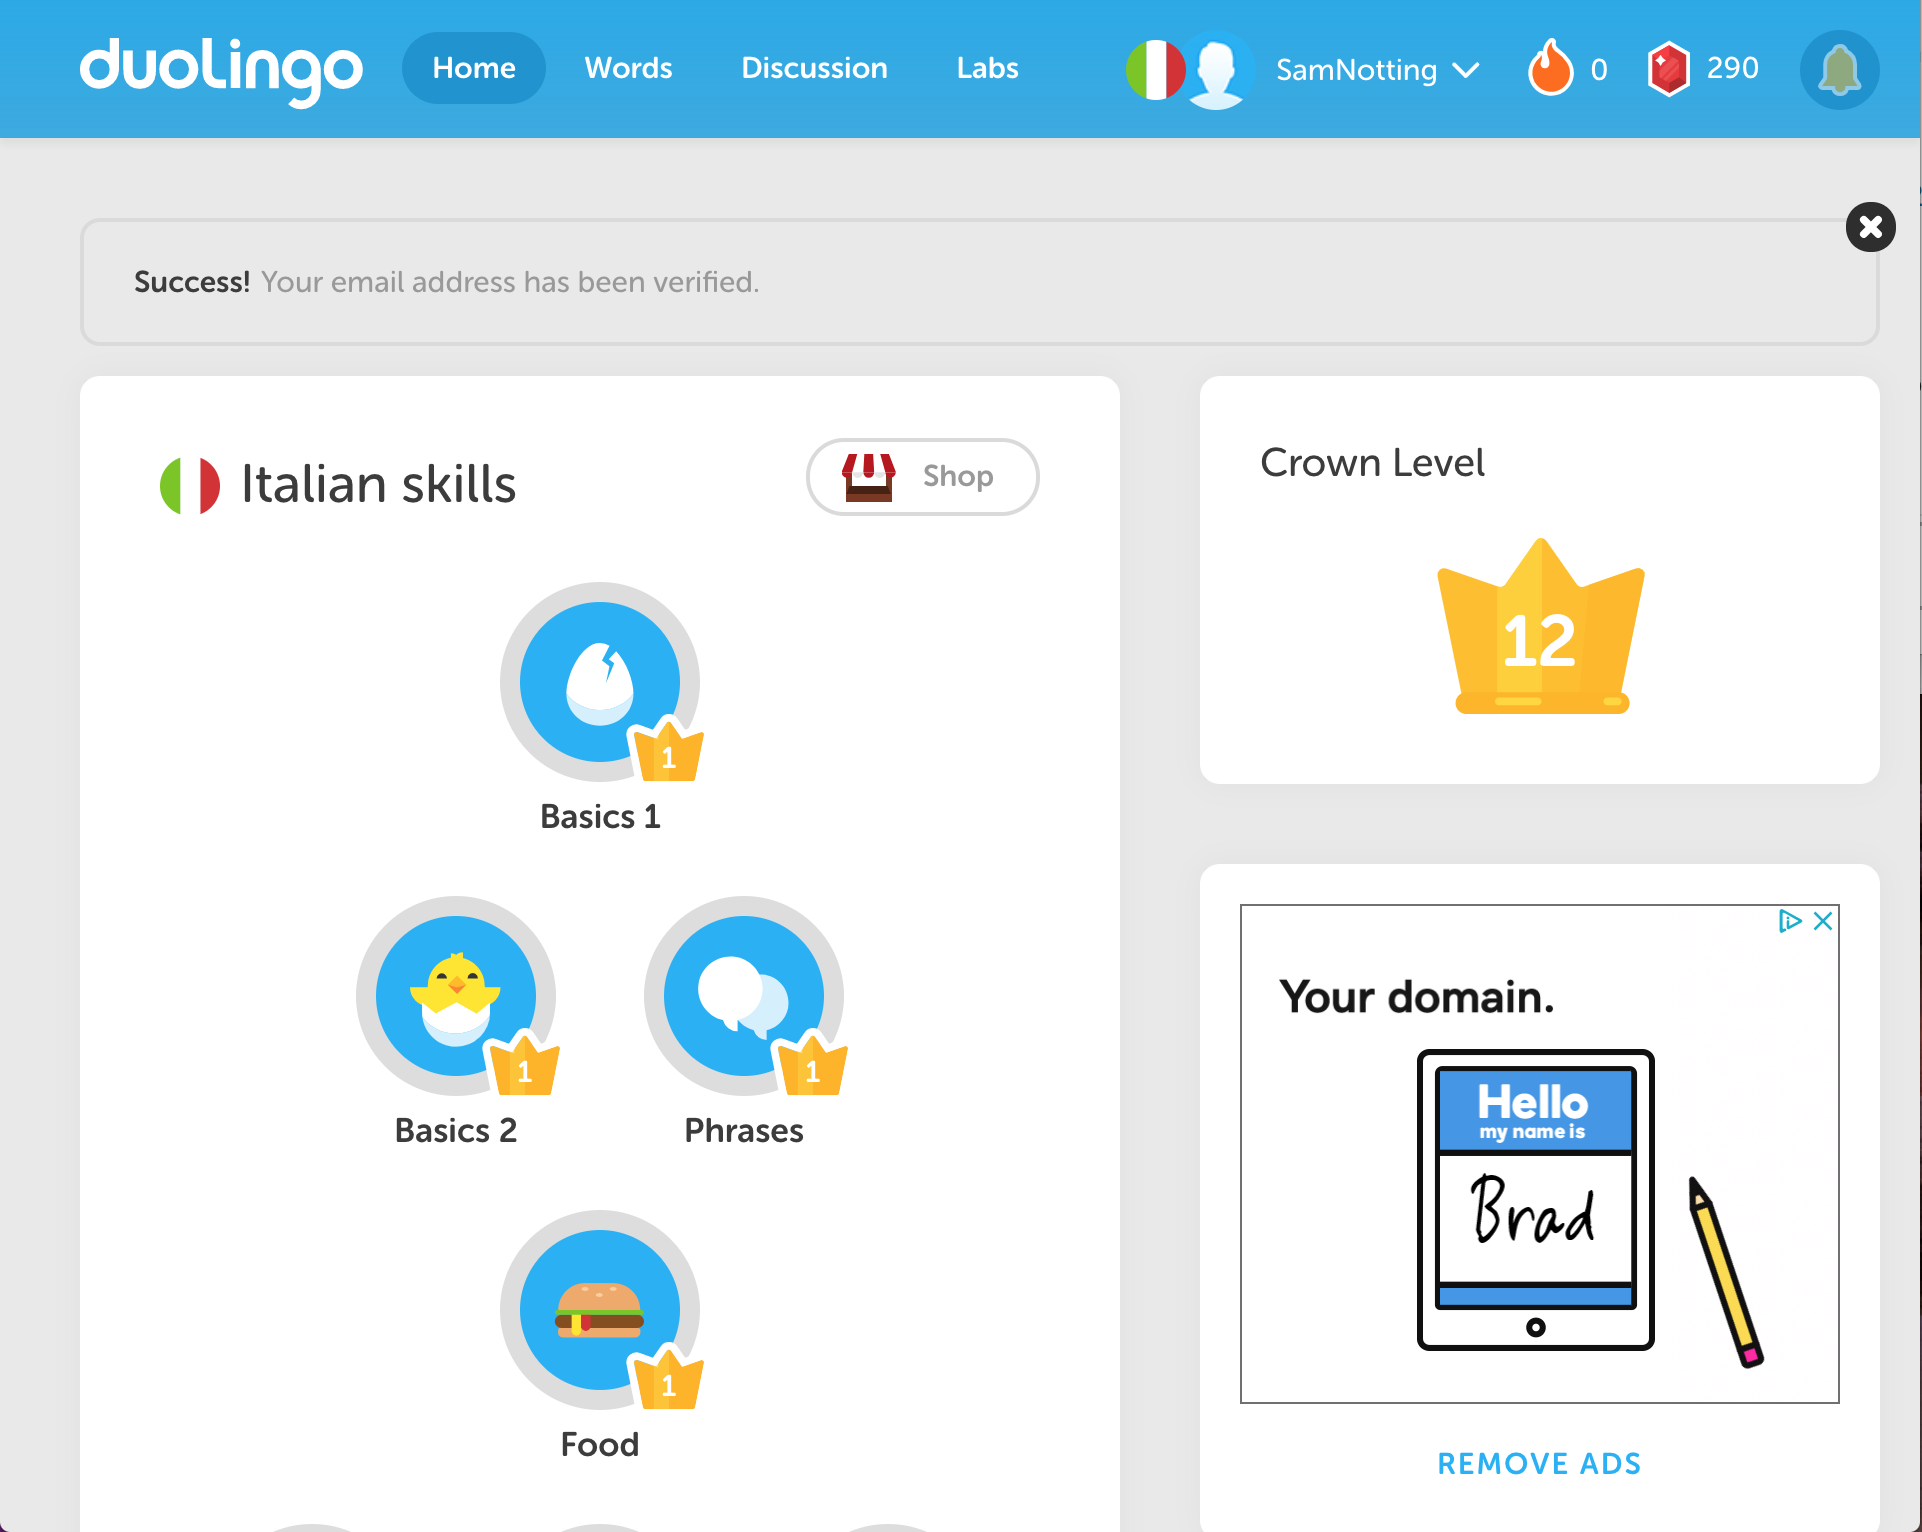 duolingo
Home
Words
Discussion
Labs
SamNotting
0
290
Success! Your email address has been verified.
Italian skills
Shop
1
Basics 1
1
Basics 2
1
Phrases
1
Food
Crown Level
12
Your domain.
Hello
my name is
Brad
REMOVE ADS